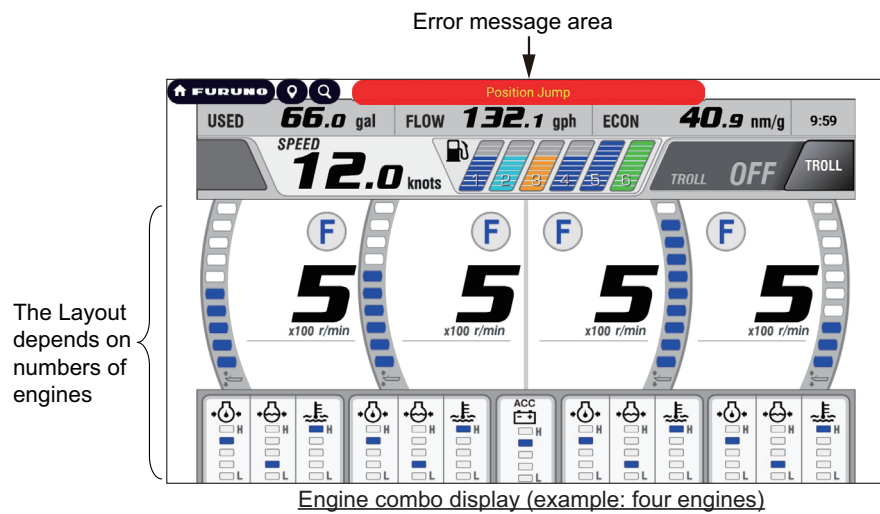 Error message area
FURUNO
Position Jump
USED 66.0 gal FLOW 132.1 gph ECON 40.9 nm/g 9:59
SPEED
12.0 knots
1 2 3 4 5 6
TROLL OFF TROLL
F F F F
5 5 5 5
x100 r/min x100 r/min x100 r/min x100 r/min
The Layout
depends on
numbers of
engines
ACC
H H H H H
L L L L L
Engine combo display (example: four engines)